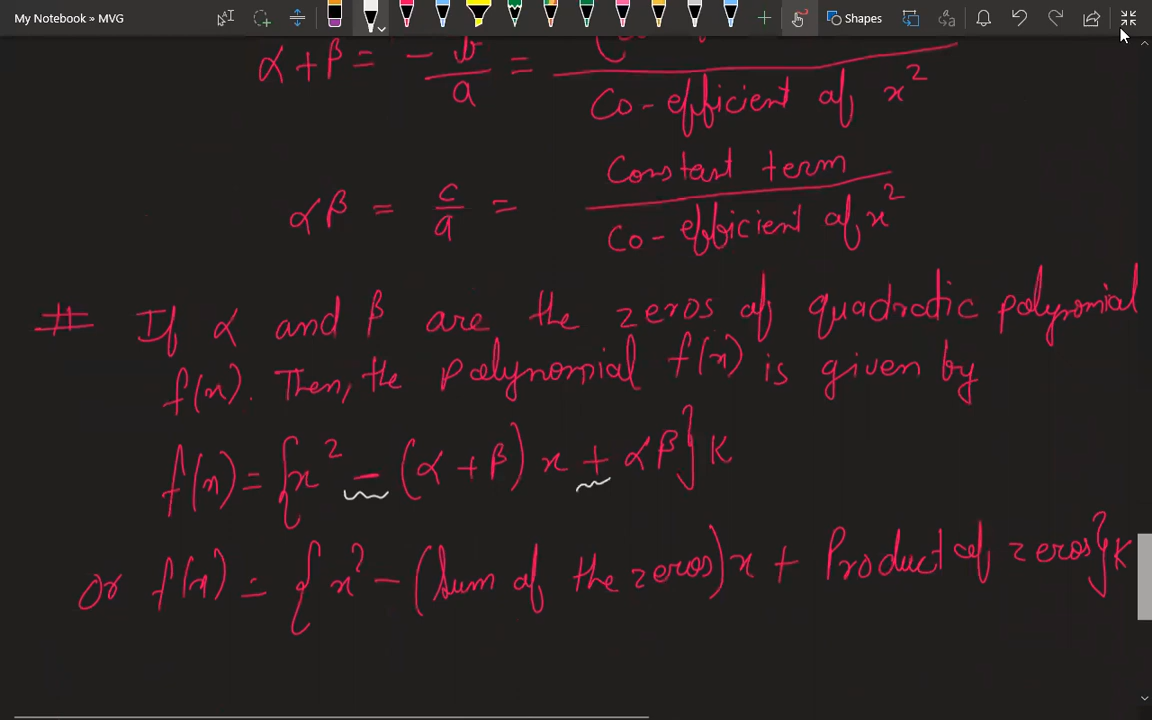 My Notebook » MVG
Shapes
α + β = - b/a =
Co-efficient of x²
αβ = c/a = Constant term / Co-efficient of x²
# If α and β are the zeros of quadratic polynomial
f(x). Then, the polynomial f(x) is given by
f(x) = {x² - (α + β) x + αβ} K
or f(x) = {x² - (Sum of the zeros) x + Product of zeros} K